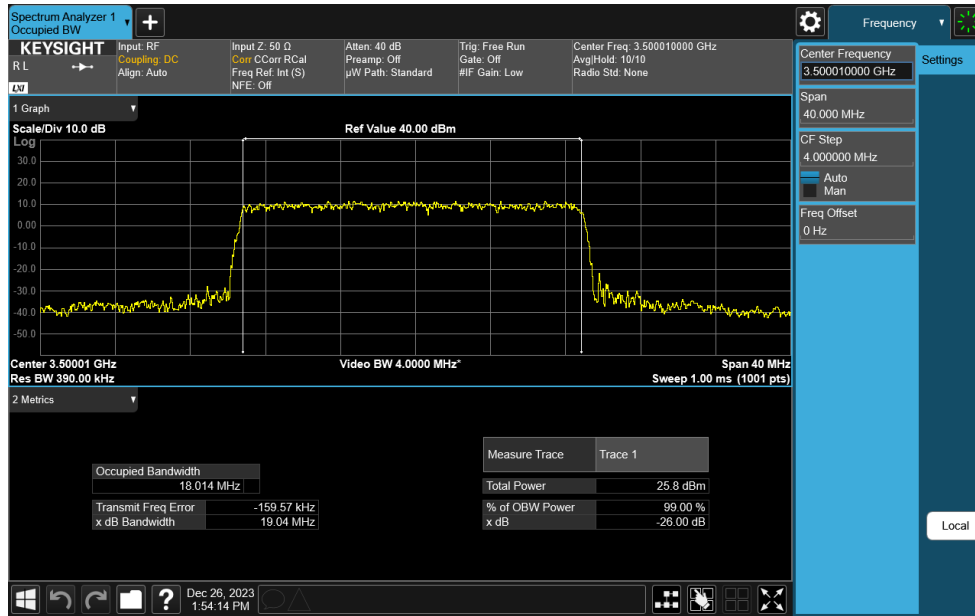 Spectrum Analyzer 1
Occupied BW
Frequency
KEYSIGHT
R L
LXI
Input: RF
Coupling: DC
Align: Auto
Input Z: 50 Ω
Corr CCorr RCal
Freq Ref: Int (S)
NFE: Off
Atten: 40 dB
Preamp: Off
µW Path: Standard
Trig: Free Run
Gate: Off
#IF Gain: Low
Center Freq: 3.500010000 GHz
Avg|Hold: 10/10
Radio Std: None
Center Frequency
3.500010000 GHz
Settings
Span
40.000 MHz
CF Step
4.000000 MHz
Auto
Man
Freq Offset
0 Hz
Local
1 Graph
Scale/Div 10.0 dB
Ref Value 40.00 dBm
Log
30.0
20.0
10.0
0.00
-10.0
-20.0
-30.0
-40.0
-50.0
Center 3.50001 GHz
Video BW 4.0000 MHz*
Span 40 MHz
Res BW 390.00 kHz
Sweep 1.00 ms (1001 pts)
2 Metrics
Measure Trace Trace 1
Occupied Bandwidth
18.014 MHz
Total Power 25.8 dBm
Transmit Freq Error -159.57 kHz
% of OBW Power 99.00 %
x dB Bandwidth 19.04 MHz
x dB -26.00 dB
?
Dec 26, 2023
1:54:14 PM